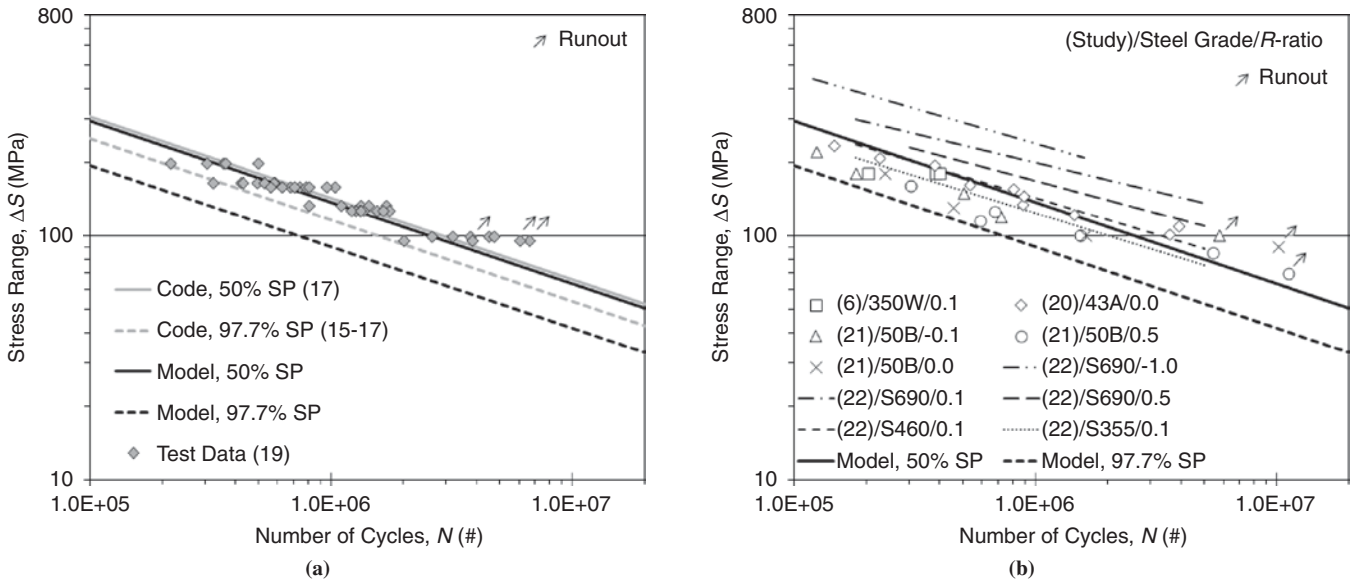 800
Runout
Stress Range, ΔS (MPa)
100
Code, 50% SP (17)
Code, 97.7% SP (15-17)
Model, 50% SP
Model, 97.7% SP
Test Data (19)
10
1.0E+05
1.0E+06
1.0E+07
Number of Cycles, N (#)
(a)
800
(Study)/Steel Grade/R-ratio
Runout
Stress Range, ΔS (MPa)
100
(6)/350W/0.1
(20)/43A/0.0
(21)/50B/-0.1
(21)/50B/0.5
(21)/50B/0.0
(22)/S690/-1.0
(22)/S690/0.1
(22)/S690/0.5
(22)/S460/0.1
(22)/S355/0.1
Model, 50% SP
Model, 97.7% SP
10
1.0E+05
1.0E+06
1.0E+07
Number of Cycles, N (#)
(b)